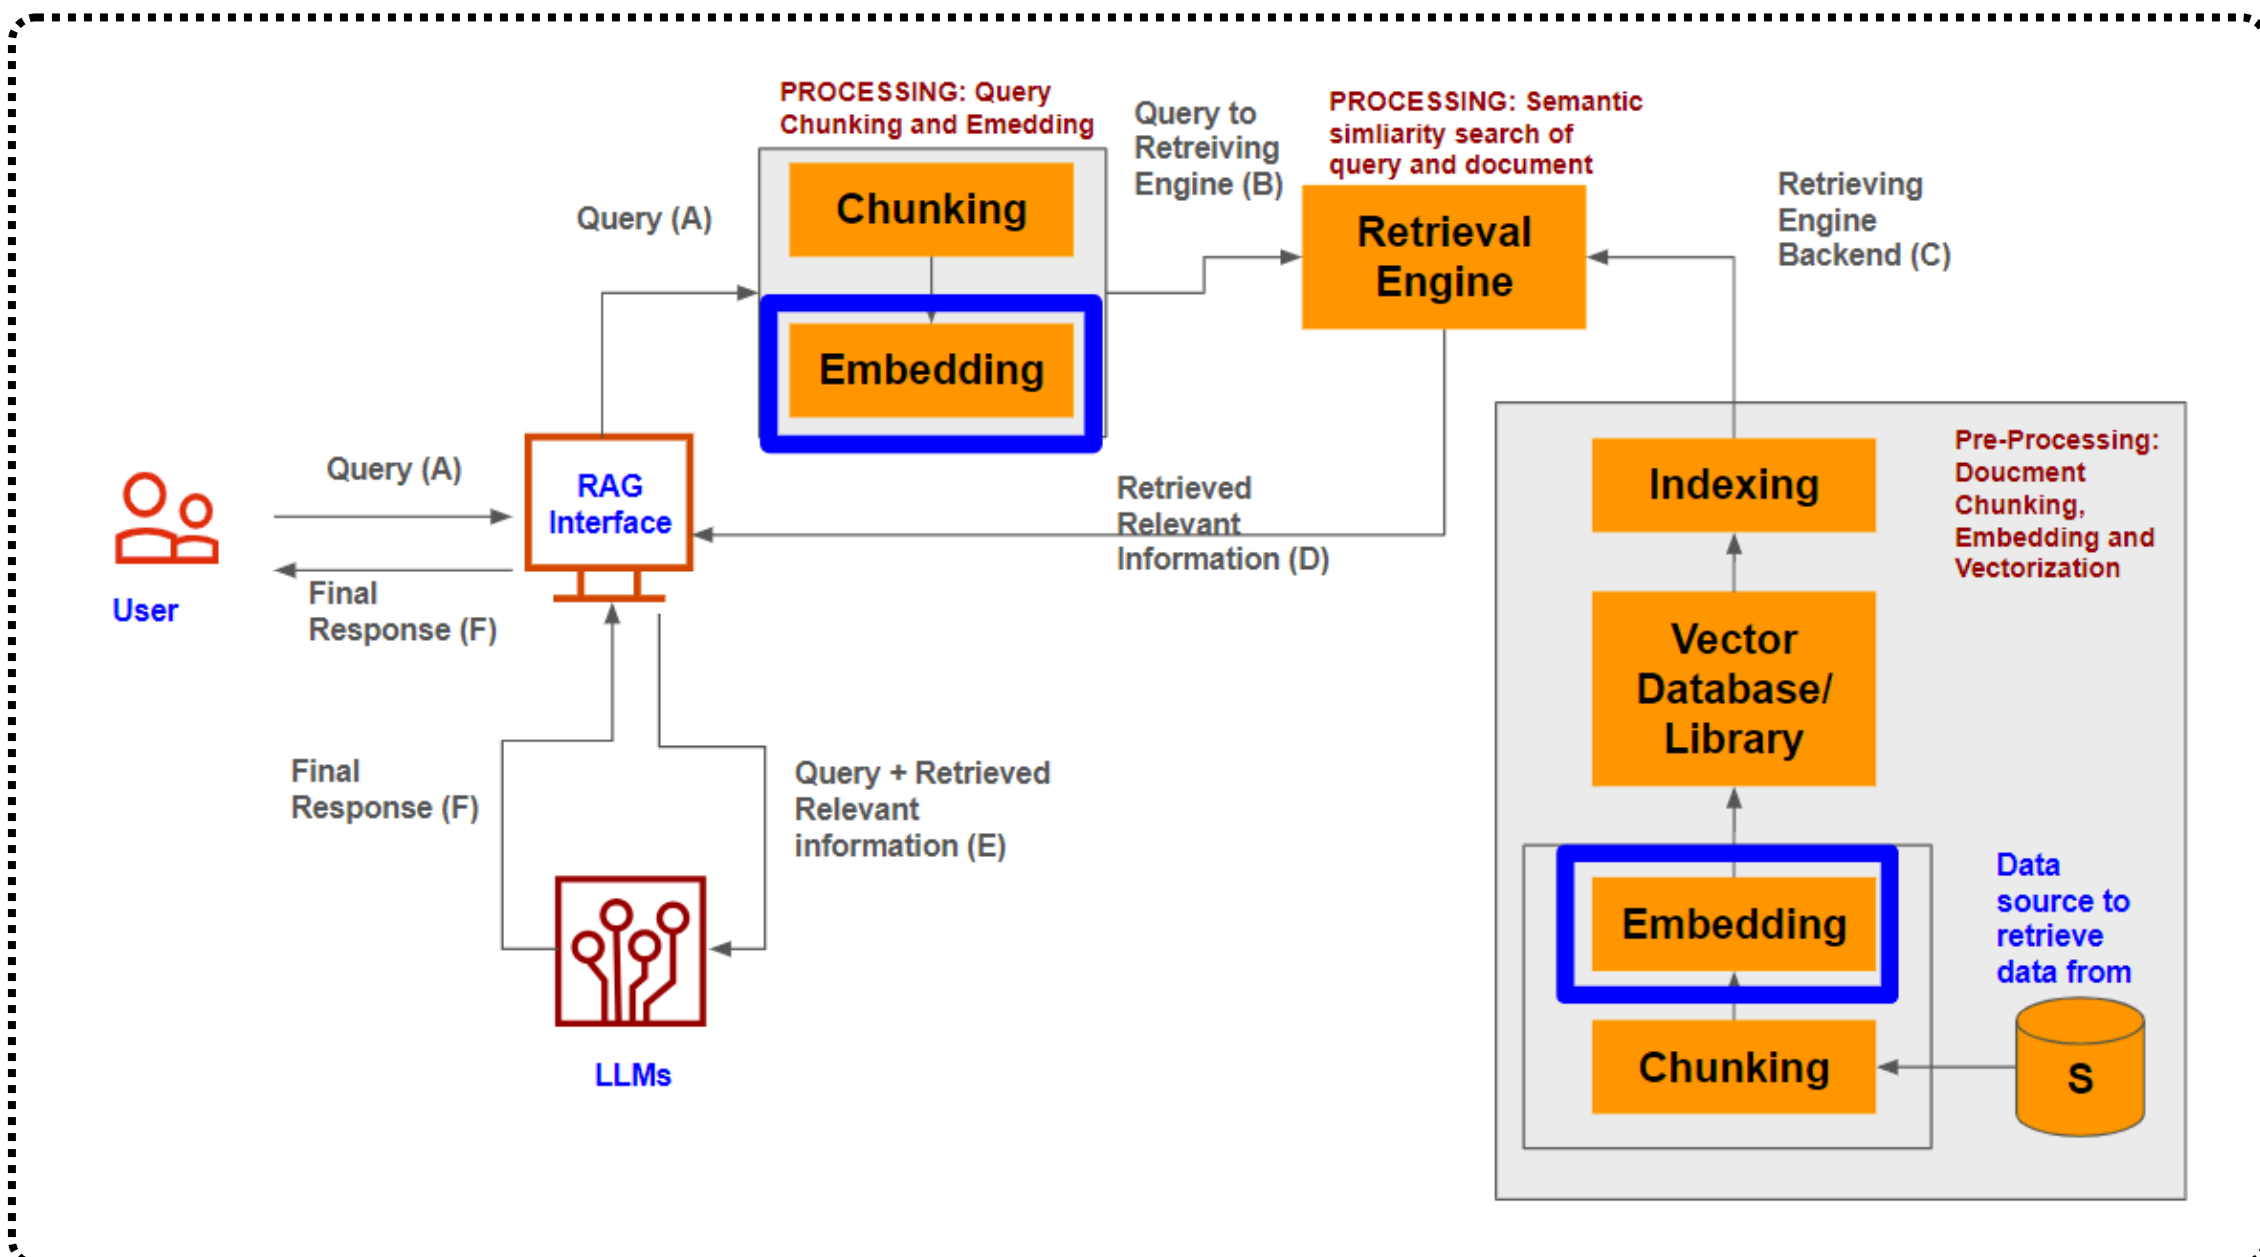 PROCESSING: Query
Chunking and Emedding
Query to
Retreiving
Engine (B)
PROCESSING: Semantic
simliarity search of
query and document
Query (A)
Chunking
Embedding
Retrieval
Engine
Retrieving
Engine
Backend (C)
Query (A)
RAG
Interface
User
Final
Response (F)
Retrieved
Relevant
Information (D)
Final
Response (F)
Query + Retrieved
Relevant
information (E)
LLMs
Indexing
Pre-Processing:
Doucment
Chunking,
Embedding and
Vectorization
Vector
Database/
Library
Embedding
Chunking
Data
source to
retrieve
data from
S